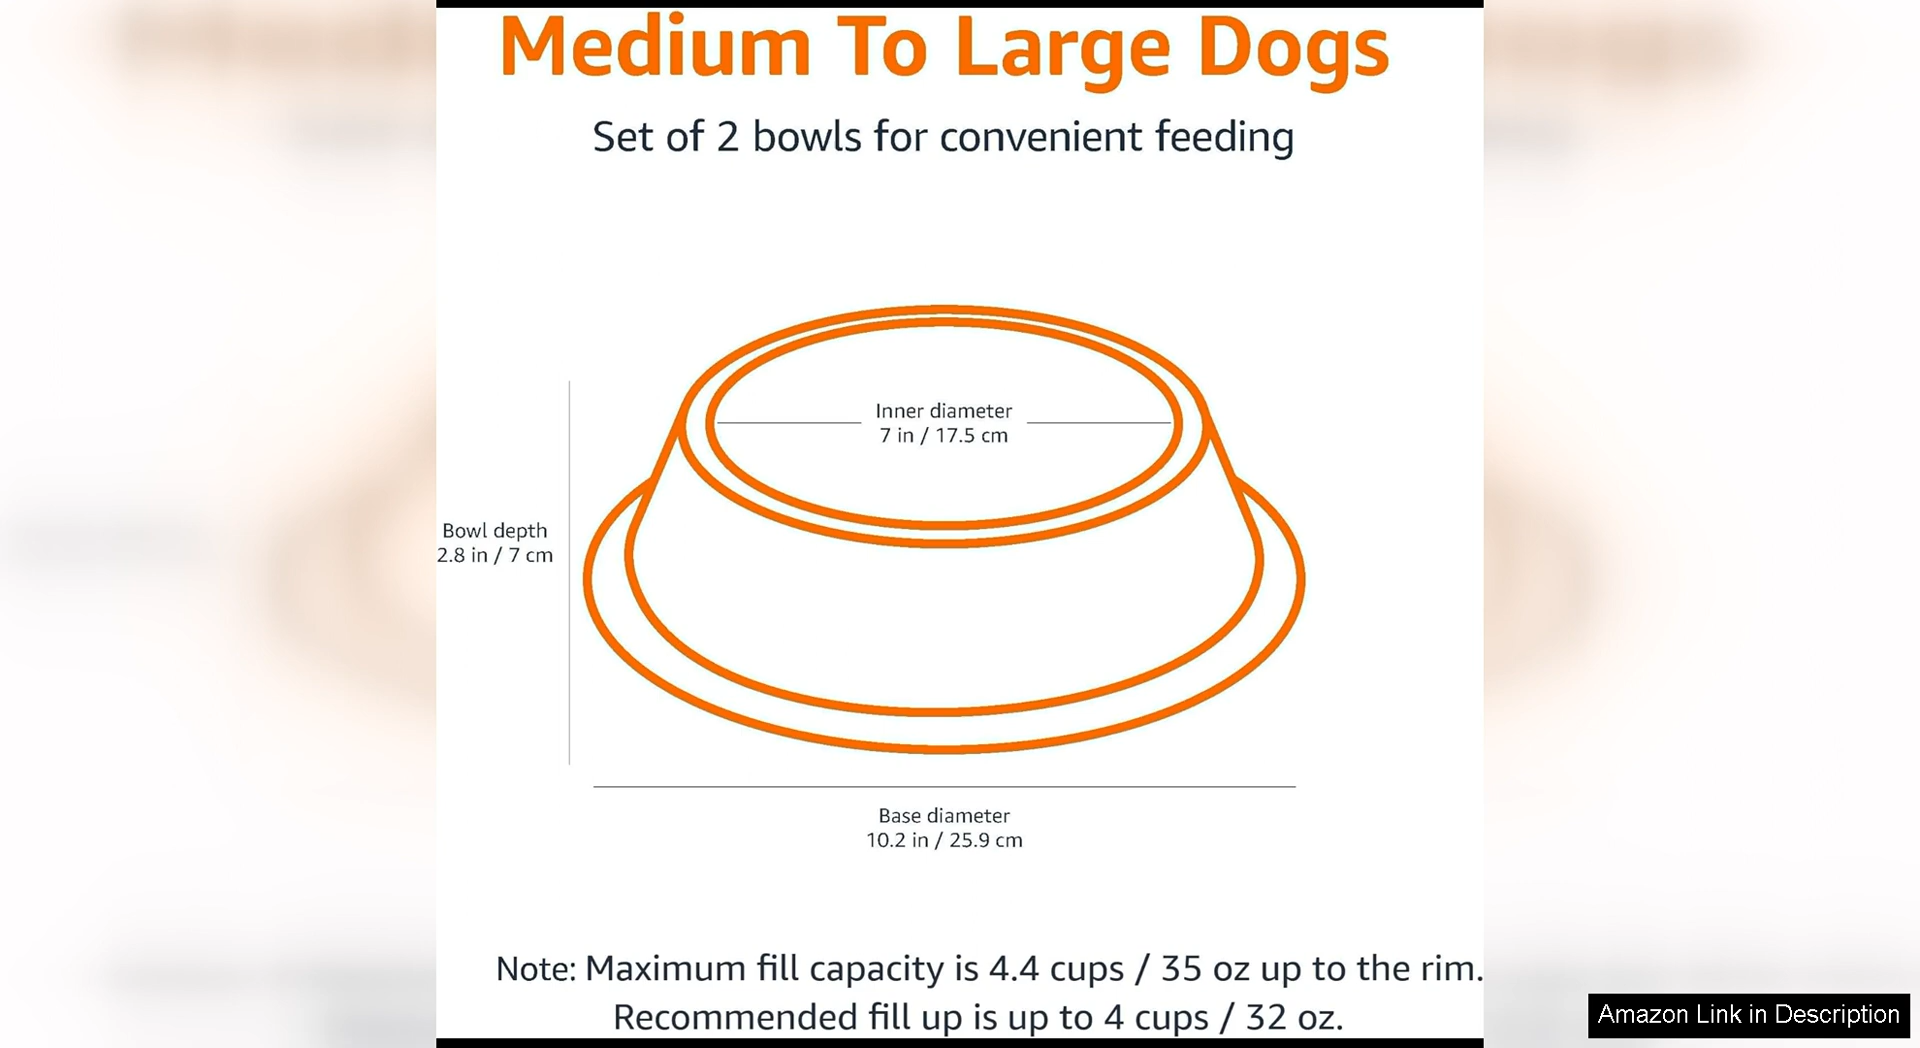 Medium To Large Dogs
Set of 2 bowls for convenient feeding
Inner diameter
7 in / 17.5 cm
Bowl depth
2.8 in / 7 cm
Base diameter
10.2 in / 25.9 cm
Note: Maximum fill capacity is 4.4 cups / 35 oz up to the rim.
Recommended fill up is up to 4 cups / 32 oz.
Amazon Link in Description